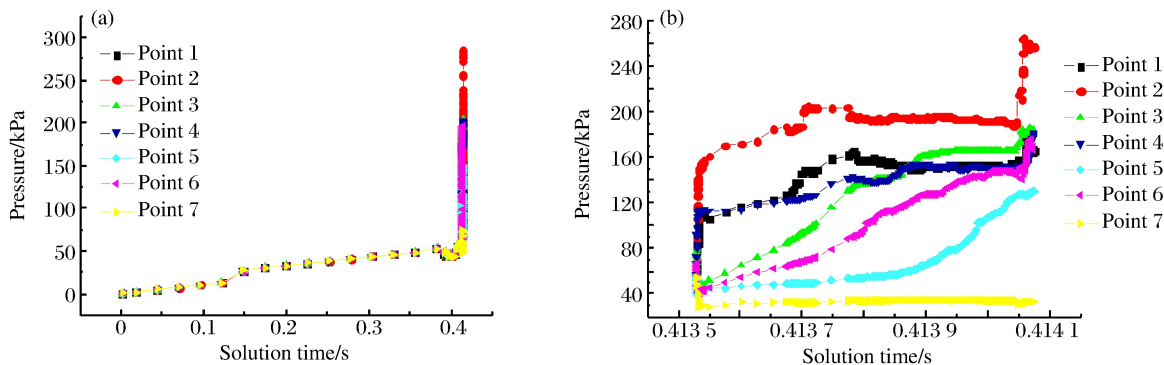 (a)
Pressure/kPa
300
250
200
150
100
50
0
Point 1
Point 2
Point 3
Point 4
Point 5
Point 6
Point 7
0 0.1 0.2 0.3 0.4
Solution time/s
(b)
Pressure/kPa
280
240
200
160
120
80
40
Point 1
Point 2
Point 3
Point 4
Point 5
Point 6
Point 7
0.413 5 0.413 7 0.413 9 0.414 1
Solution time/s